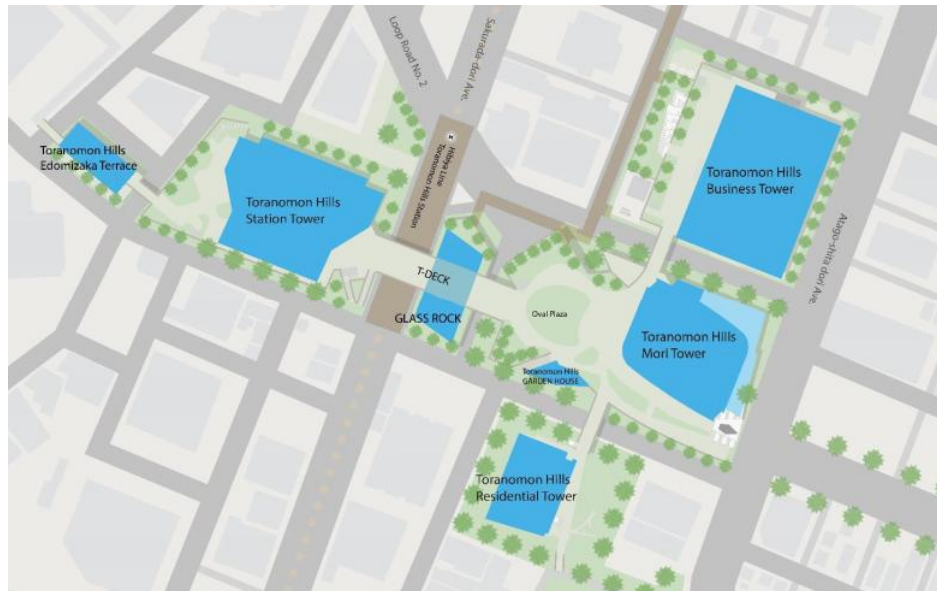 Loop Road No. 2
Sakurada-dori Ave.
Toranomon Hills
Edomizaka Terrace
Toranomon Hills
Station Tower
Hibiya Line
Toranomon Hills Station
Toranomon Hills
Business Tower
Atago-shita dori Ave.
T-DECK
GLASS ROCK
Oval Plaza
Toranomon Hills
Mori Tower
Toranomon Hills
GARDEN HOUSE
Toranomon Hills
Residential Tower